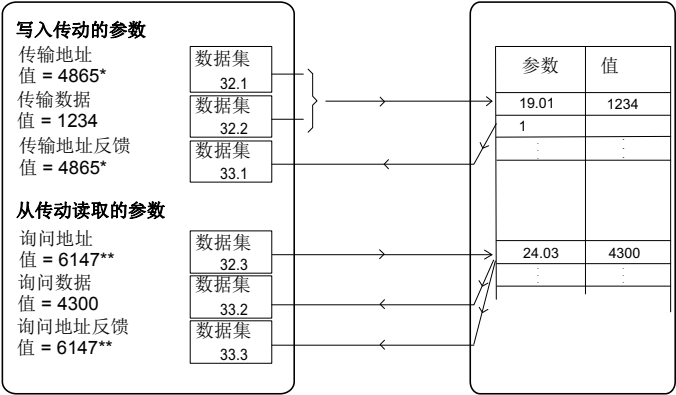 写入传动的参数
传输地址
值 = 4865*
数据集
32.1
传输数据
值 = 1234
数据集
32.2
传输地址反馈
值 = 4865*
数据集
33.1
从传动读取的参数
询问地址
值 = 6147**
数据集
32.3
询问数据
值 = 4300
数据集
33.2
询问地址反馈
值 = 6147**
数据集
33.3
参数 值
19.01 1234
1
24.03 4300